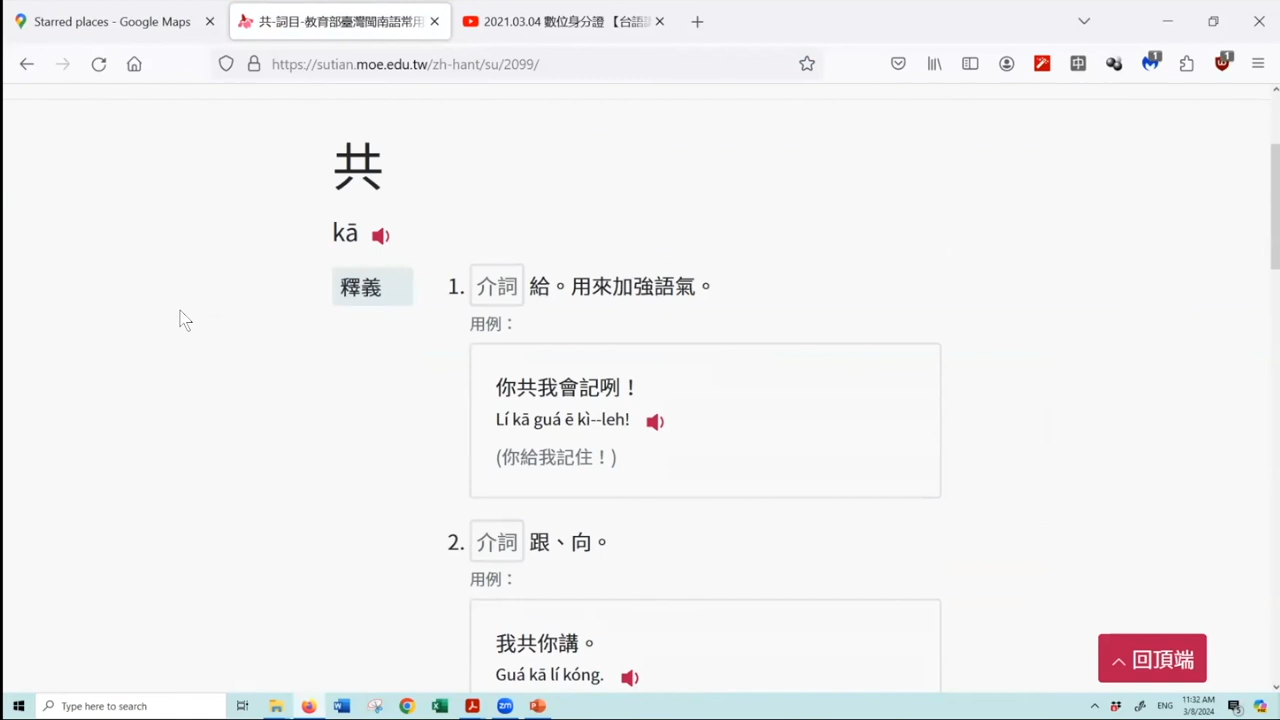 Starred places - Google Maps
共-詞目-教育部臺灣閩南語常用
2021.03.04 數位身分證 【台語
https://sutian.moe.edu.tw/zh-hant/su/2099/
共
kā
釋義
1. 介詞 給。用來加強語氣。
用例：
你共我會記咧！
Lí kā guá ē kì--leh!
(你給我記住！)
2. 介詞 跟、向。
用例：
我共你講。
Guá kā lí kóng.
回頂端
Type here to search
ENG
11:32 AM
3/8/2024